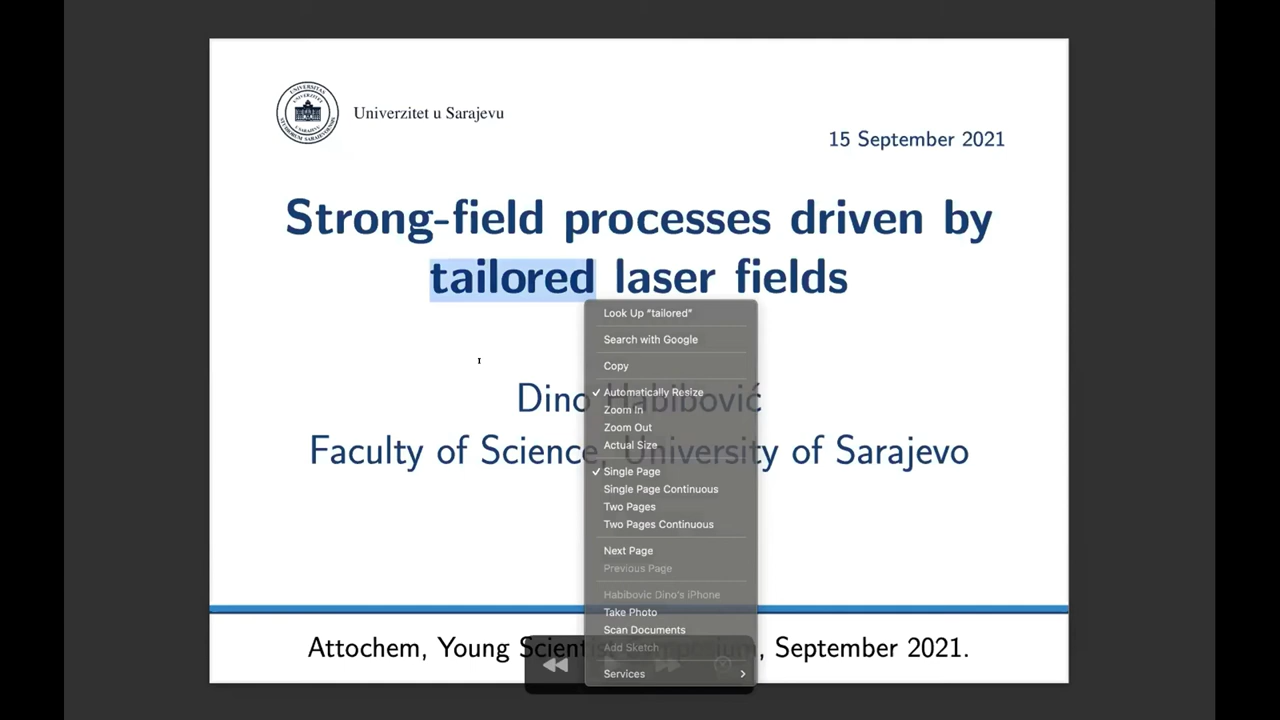 Univerzitet u Sarajevu
15 September 2021
Strong-field processes driven by
tailored laser fields
Dino Habibović
Faculty of Science, University of Sarajevo
Attochem, Young Scientist, September 2021.
Look Up "tailored"
Search with Google
Copy
Automatically Resize
Zoom In
Zoom Out
Actual Size
Single Page
Single Page Continuous
Two Pages
Two Pages Continuous
Next Page
Previous Page
Habibovic Dino's iPhone
Take Photo
Scan Documents
Add Sketch
Services